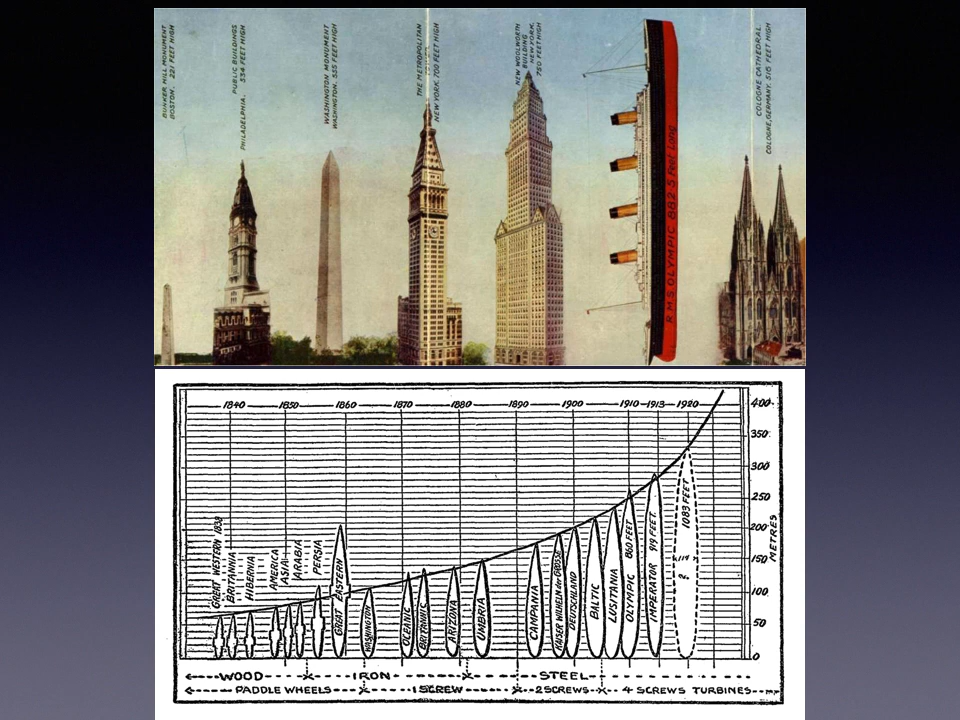 BUNKER HILL MONUMENT
BOSTON. 221 FEET HIGH
PUBLIC BUILDINGS
PHILADELPHIA. 534 FEET HIGH
WASHINGTON MONUMENT
WASHINGTON. 555 FEET HIGH
THE METROPOLITAN
NEW YORK. 700 FEET HIGH
NEW WOOLWORTH
BUILDING
NEW YORK.
750 FEET HIGH
R M S OLYMPIC 882.5 Feet Long
COLOGNE CATHEDRAL
COLOGNE, GERMANY. 516 FEET HIGH
1840 1850 1860 1870 1880 1890 1900 1910 1913 1920
400
350
300
250
200
150
100
50
0
METRES
GREAT WESTERN 1838
BRITANNIA
HIBERNIA
AMERICA
ASIA
ARABIA
PERSIA
GREAT EASTERN
WASHINGTON
OCEANIC
BRITANNIC
ARIZONA
UMBRIA
CAMPANIA
KAISER WILHELM der GROSSE
DEUTSCHLAND
BALTIC
LUSITANIA
OLYMPIC 860 FEET
IMPERATOR 919 FEET.
1083 FEET
?
WOOD IRON STEEL
PADDLE WHEELS 1 SCREW 2 SCREWS 4 SCREWS TURBINES